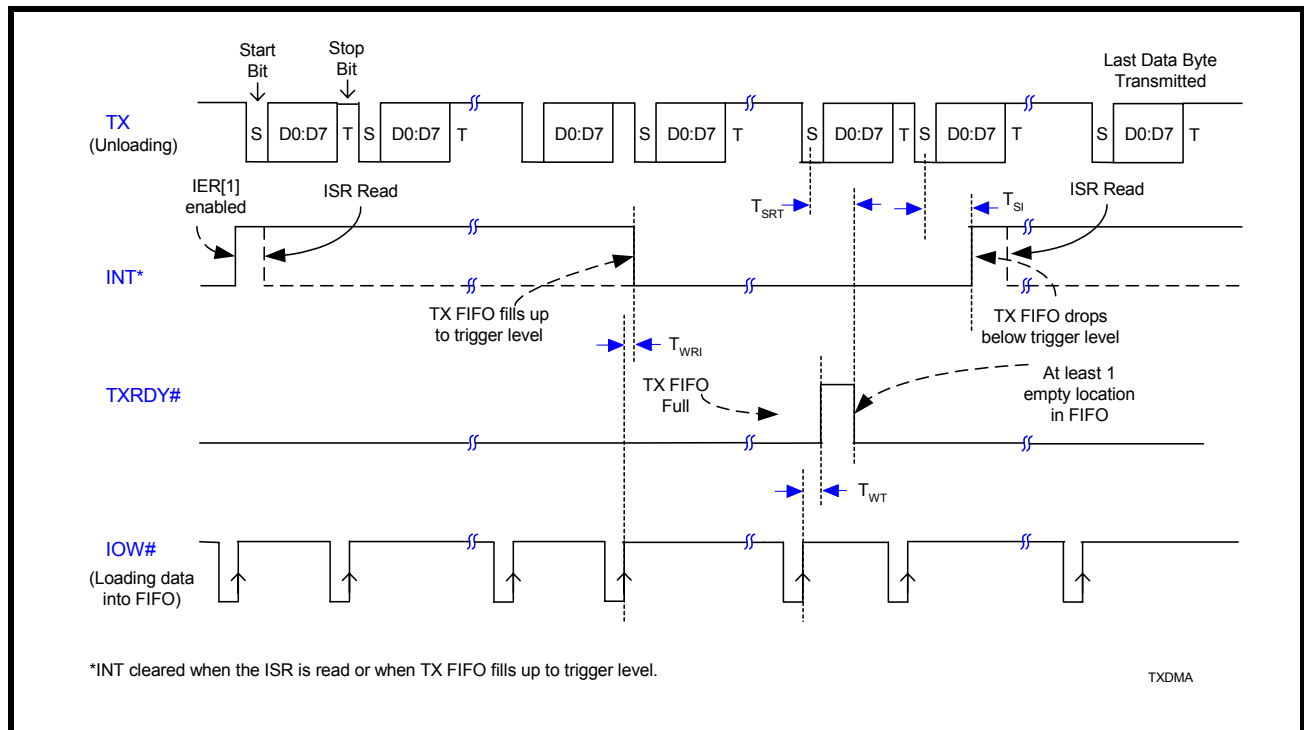 Start
Bit
Stop
Bit
Last Data Byte
Transmitted
TX
(Unloading)
S D0:D7 T S D0:D7 T D0:D7 T S D0:D7 T S D0:D7 T S D0:D7 T S D0:D7 T
IER[1]
enabled
ISR Read
TSRT
TSI
ISR Read
INT*
TX FIFO fills up
to trigger level
TX FIFO drops
below trigger level
TWRI
TXRDY#
TX FIFO
Full
At least 1
empty location
in FIFO
TWT
IOW#
(Loading data
into FIFO)
*INT cleared when the ISR is read or when TX FIFO fills up to trigger level.
TXDMA